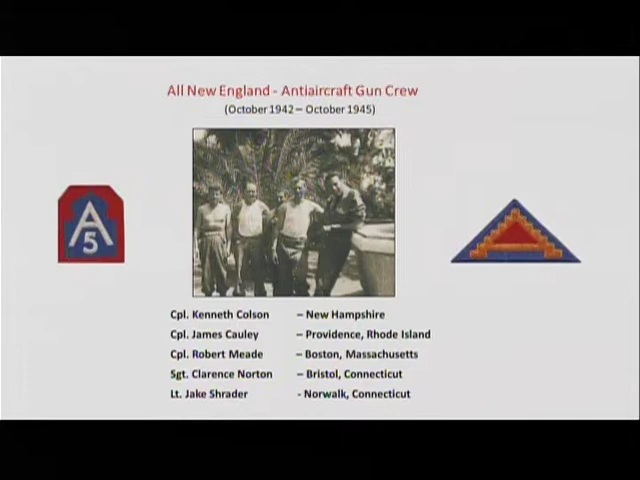 All New England - Antiaircraft Gun Crew
(October 1942 – October 1945)
A
5
Cpl. Kenneth Colson – New Hampshire
Cpl. James Cauley – Providence, Rhode Island
Cpl. Robert Meade – Boston, Massachusetts
Sgt. Clarence Norton – Bristol, Connecticut
Lt. Jake Shrader - Norwalk, Connecticut